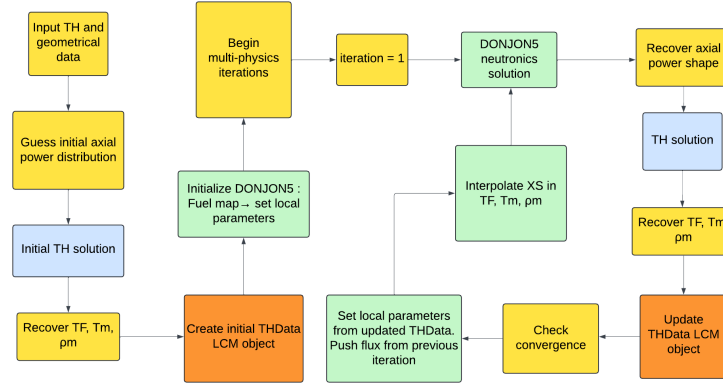 Input TH and
geometrical
data
Guess initial axial
power distribution
Initial TH solution
Recover TF, Tm,
ρm
Create initial THData
LCM object
Initialize DONJON5 :
Fuel map→ set local
parameters
Begin
multi-physics
iterations
iteration = 1
DONJON5
neutronics
solution
Recover axial
power shape
TH solution
Recover TF, Tm
ρm
Update
THData LCM
object
Check
convergence
Set local parameters
from updated THData.
Push flux from previous
iteration
Interpolate XS in
TF, Tm, ρm